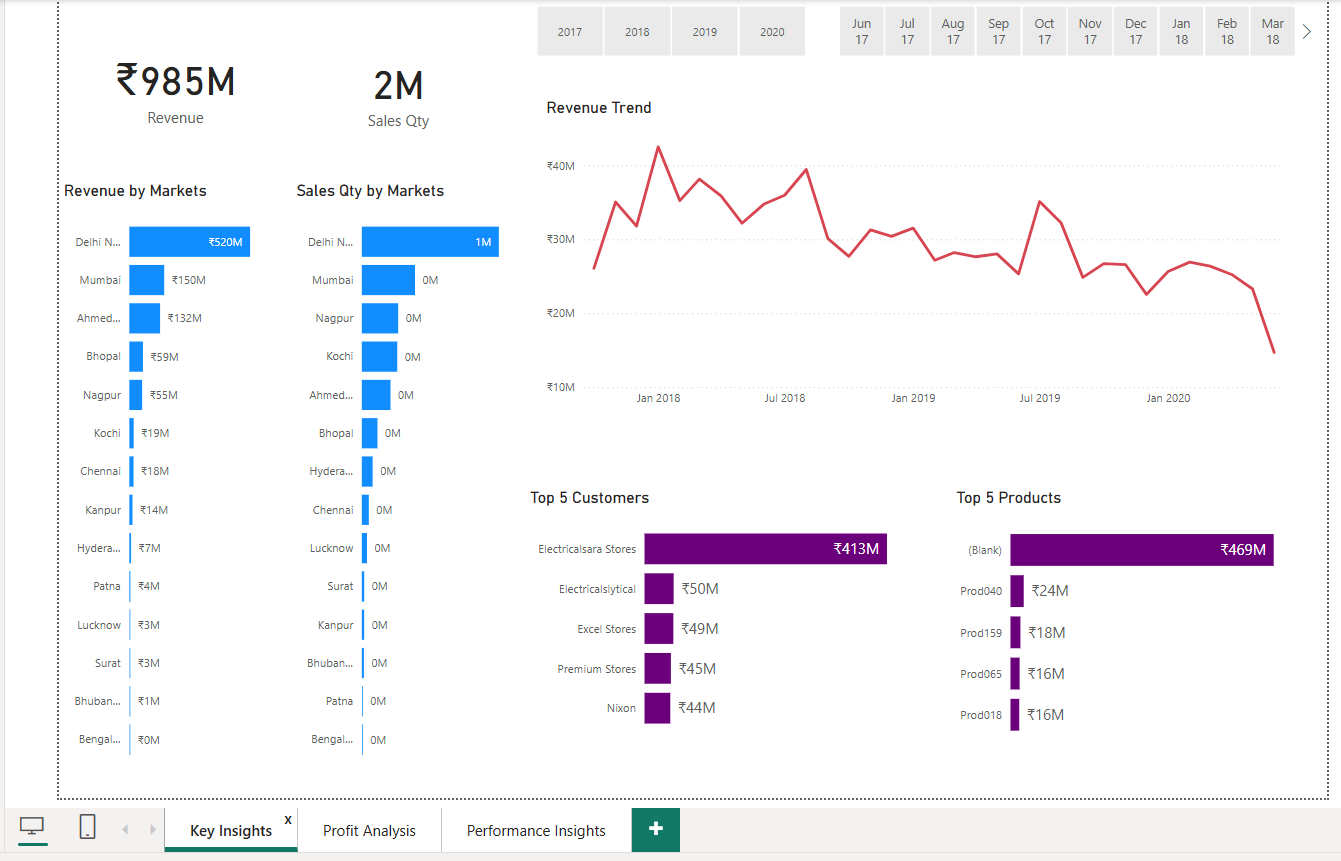 2017 2018 2019 2020
Jun 17 Jul 17 Aug 17 Sep 17 Oct 17 Nov 17 Dec 17 Jan 18 Feb 18 Mar 18
₹985M
Revenue
2M
Sales Qty
Revenue by Markets
Delhi N... ₹520M
Mumbai ₹150M
Ahmed... ₹132M
Bhopal ₹59M
Nagpur ₹55M
Kochi ₹19M
Chennai ₹18M
Kanpur ₹14M
Hydera... ₹7M
Patna ₹4M
Lucknow ₹3M
Surat ₹3M
Bhuban... ₹1M
Bengal... ₹0M
Sales Qty by Markets
Delhi N... 1M
Mumbai 0M
Nagpur 0M
Kochi 0M
Ahmed... 0M
Bhopal 0M
Hydera... 0M
Chennai 0M
Lucknow 0M
Surat 0M
Kanpur 0M
Bhuban... 0M
Patna 0M
Bengal... 0M
Revenue Trend
₹40M
₹30M
₹20M
₹10M
Jan 2018 Jul 2018 Jan 2019 Jul 2019 Jan 2020
Top 5 Customers
Electricalsara Stores ₹413M
Electricalslytical ₹50M
Excel Stores ₹49M
Premium Stores ₹45M
Nixon ₹44M
Top 5 Products
(Blank) ₹469M
Prod040 ₹24M
Prod159 ₹18M
Prod065 ₹16M
Prod018 ₹16M
Key Insights x Profit Analysis Performance Insights +